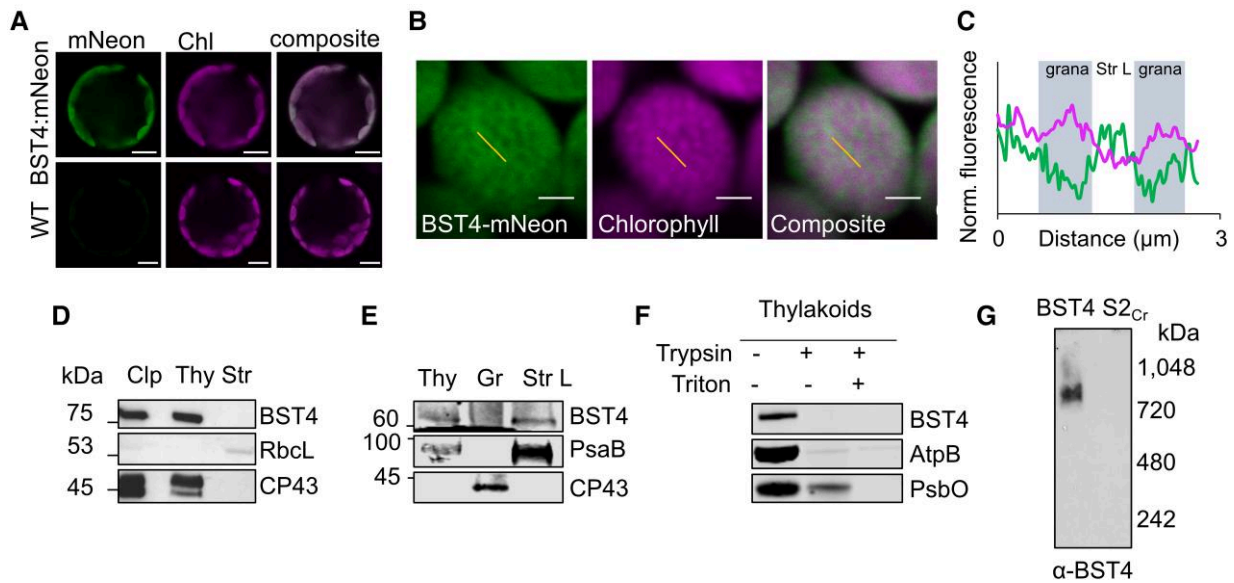 A
mNeon Chl composite
BST4:mNeon
WT
B
BST4-mNeon Chlorophyll Composite
C
grana Str L grana
Norm. fluorescence
0 Distance (µm) 3
D
kDa Clp Thy Str
75 BST4
53 RbcL
45 CP43
E
Thy Gr Str L
60 BST4
100 PsaB
45 CP43
F
Thylakoids
Trypsin - + +
Triton - - +
BST4
AtpB
PsbO
G
BST4 S2Cr
kDa
1,048
720
480
242
α-BST4